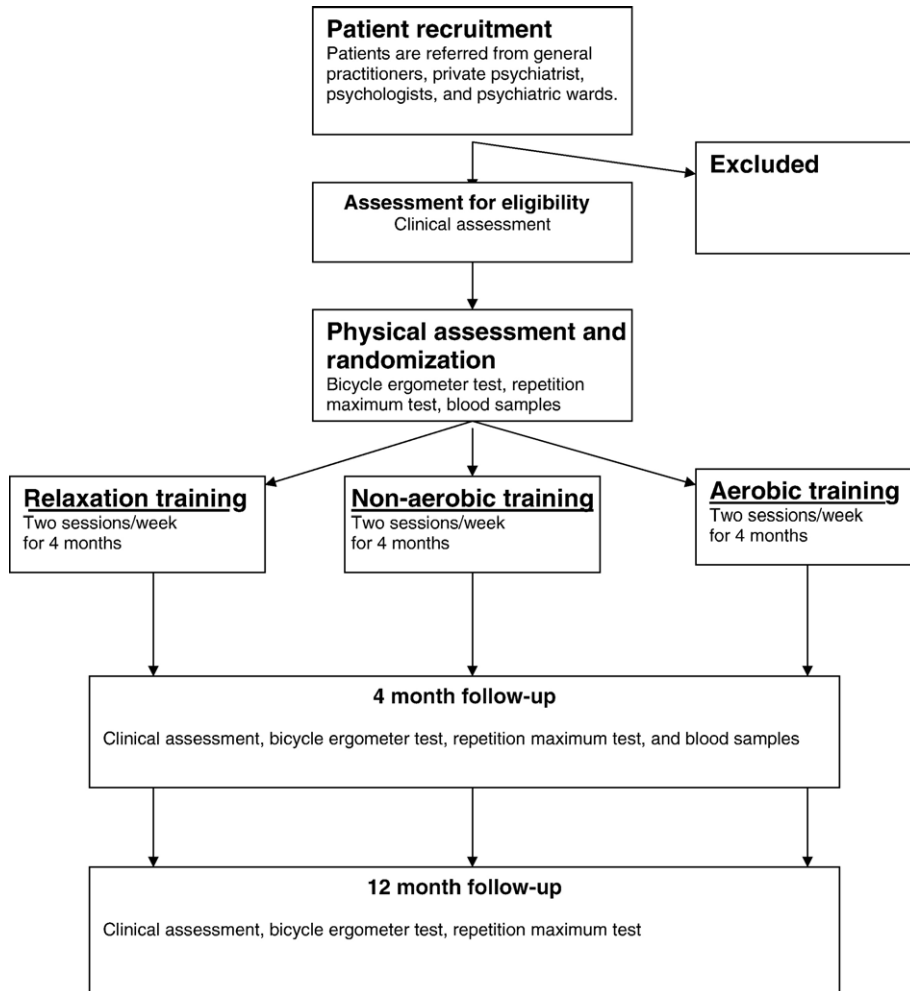 Patient recruitment
Patients are referred from general
practitioners, private psychiatrist,
psychologists, and psychiatric wards.
Excluded
Assessment for eligibility
Clinical assessment
Physical assessment and
randomization
Bicycle ergometer test, repetition
maximum test, blood samples
Relaxation training
Two sessions/week
for 4 months
Non-aerobic training
Two sessions/week
for 4 months
Aerobic training
Two sessions/week
for 4 months
4 month follow-up
Clinical assessment, bicycle ergometer test, repetition maximum test, and blood samples
12 month follow-up
Clinical assessment, bicycle ergometer test, repetition maximum test